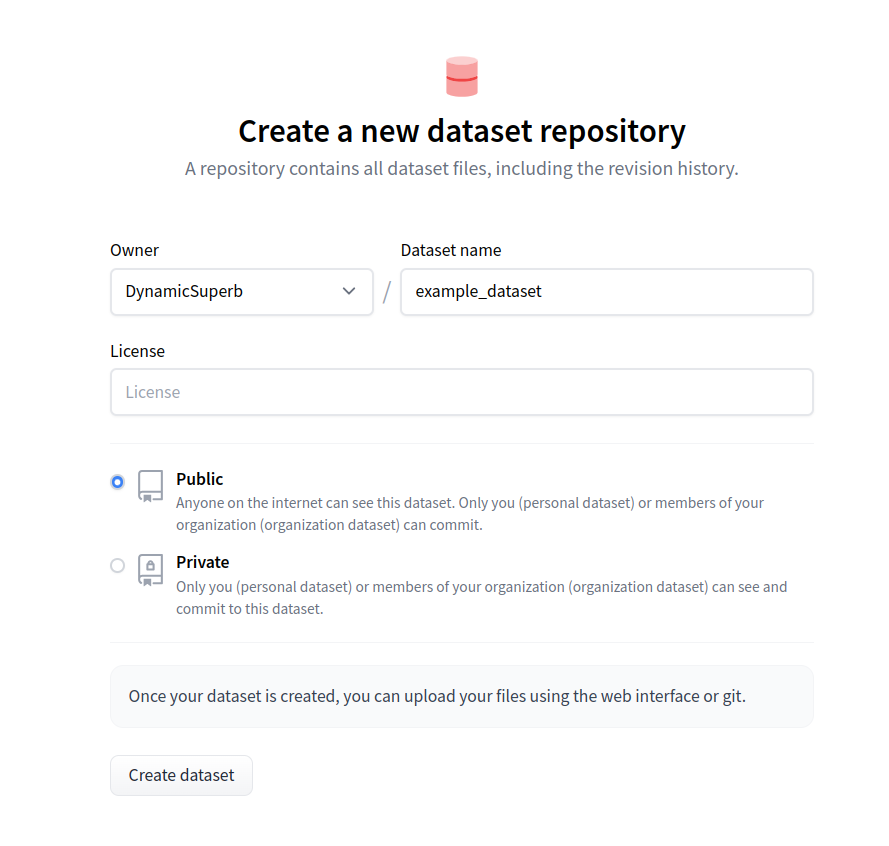 Create a new dataset repository
A repository contains all dataset files, including the revision history.
Owner
Dataset name
DynamicSuperb
/
example_dataset
License
License
Public
Anyone on the internet can see this dataset. Only you (personal dataset) or members of your
organization (organization dataset) can commit.
Private
Only you (personal dataset) or members of your organization (organization dataset) can see and
commit to this dataset.
Once your dataset is created, you can upload your files using the web interface or git.
Create dataset